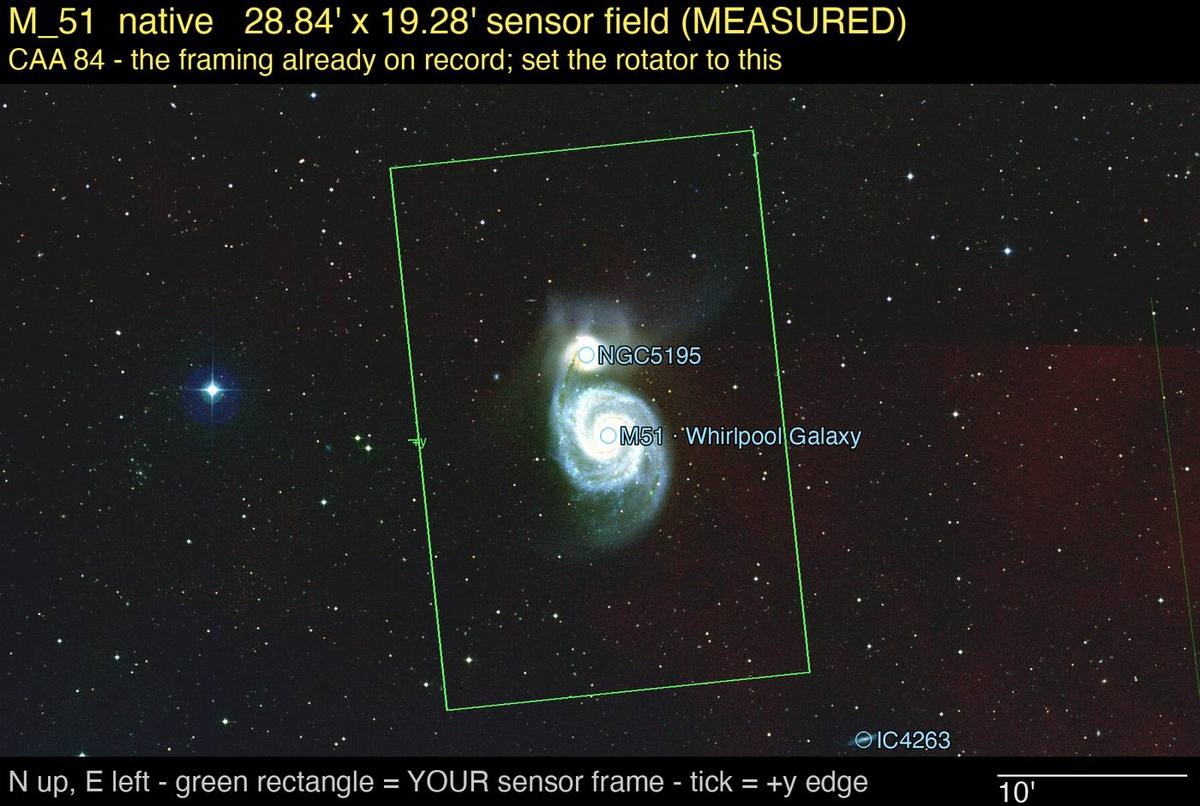 M_51 native 28.84' x 19.28' sensor field (MEASURED)
CAA 84 - the framing already on record; set the rotator to this
NGC5195
+y
M51 · Whirlpool Galaxy
IC4263
N up, E left - green rectangle = YOUR sensor frame - tick = +y edge
10'